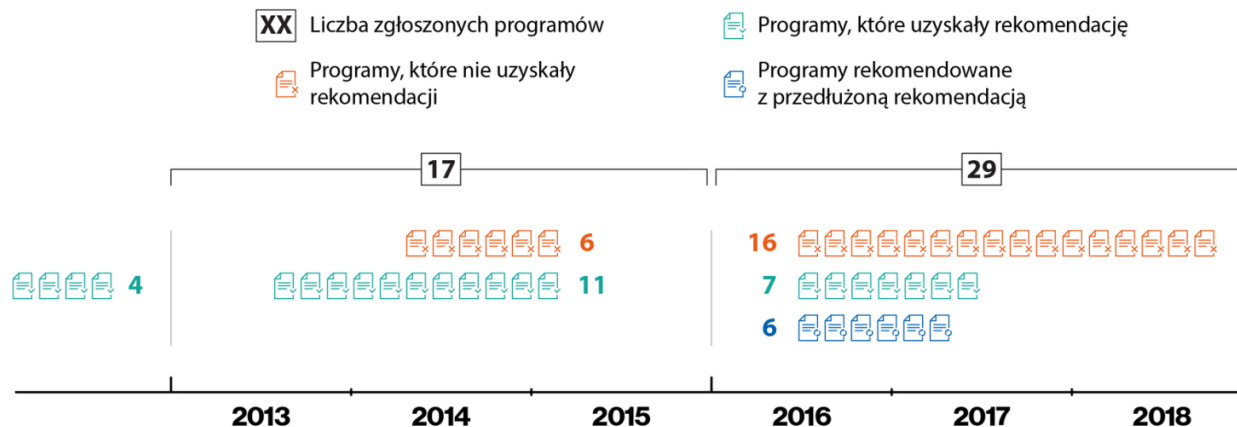 XX Liczba zgłoszonych programów
Programy, które uzyskały rekomendację
Programy, które nie uzyskały
rekomendacji
Programy rekomendowane
z przedłużoną rekomendacją
17
29
6
16
4
11
7
6
2013
2014
2015
2016
2017
2018